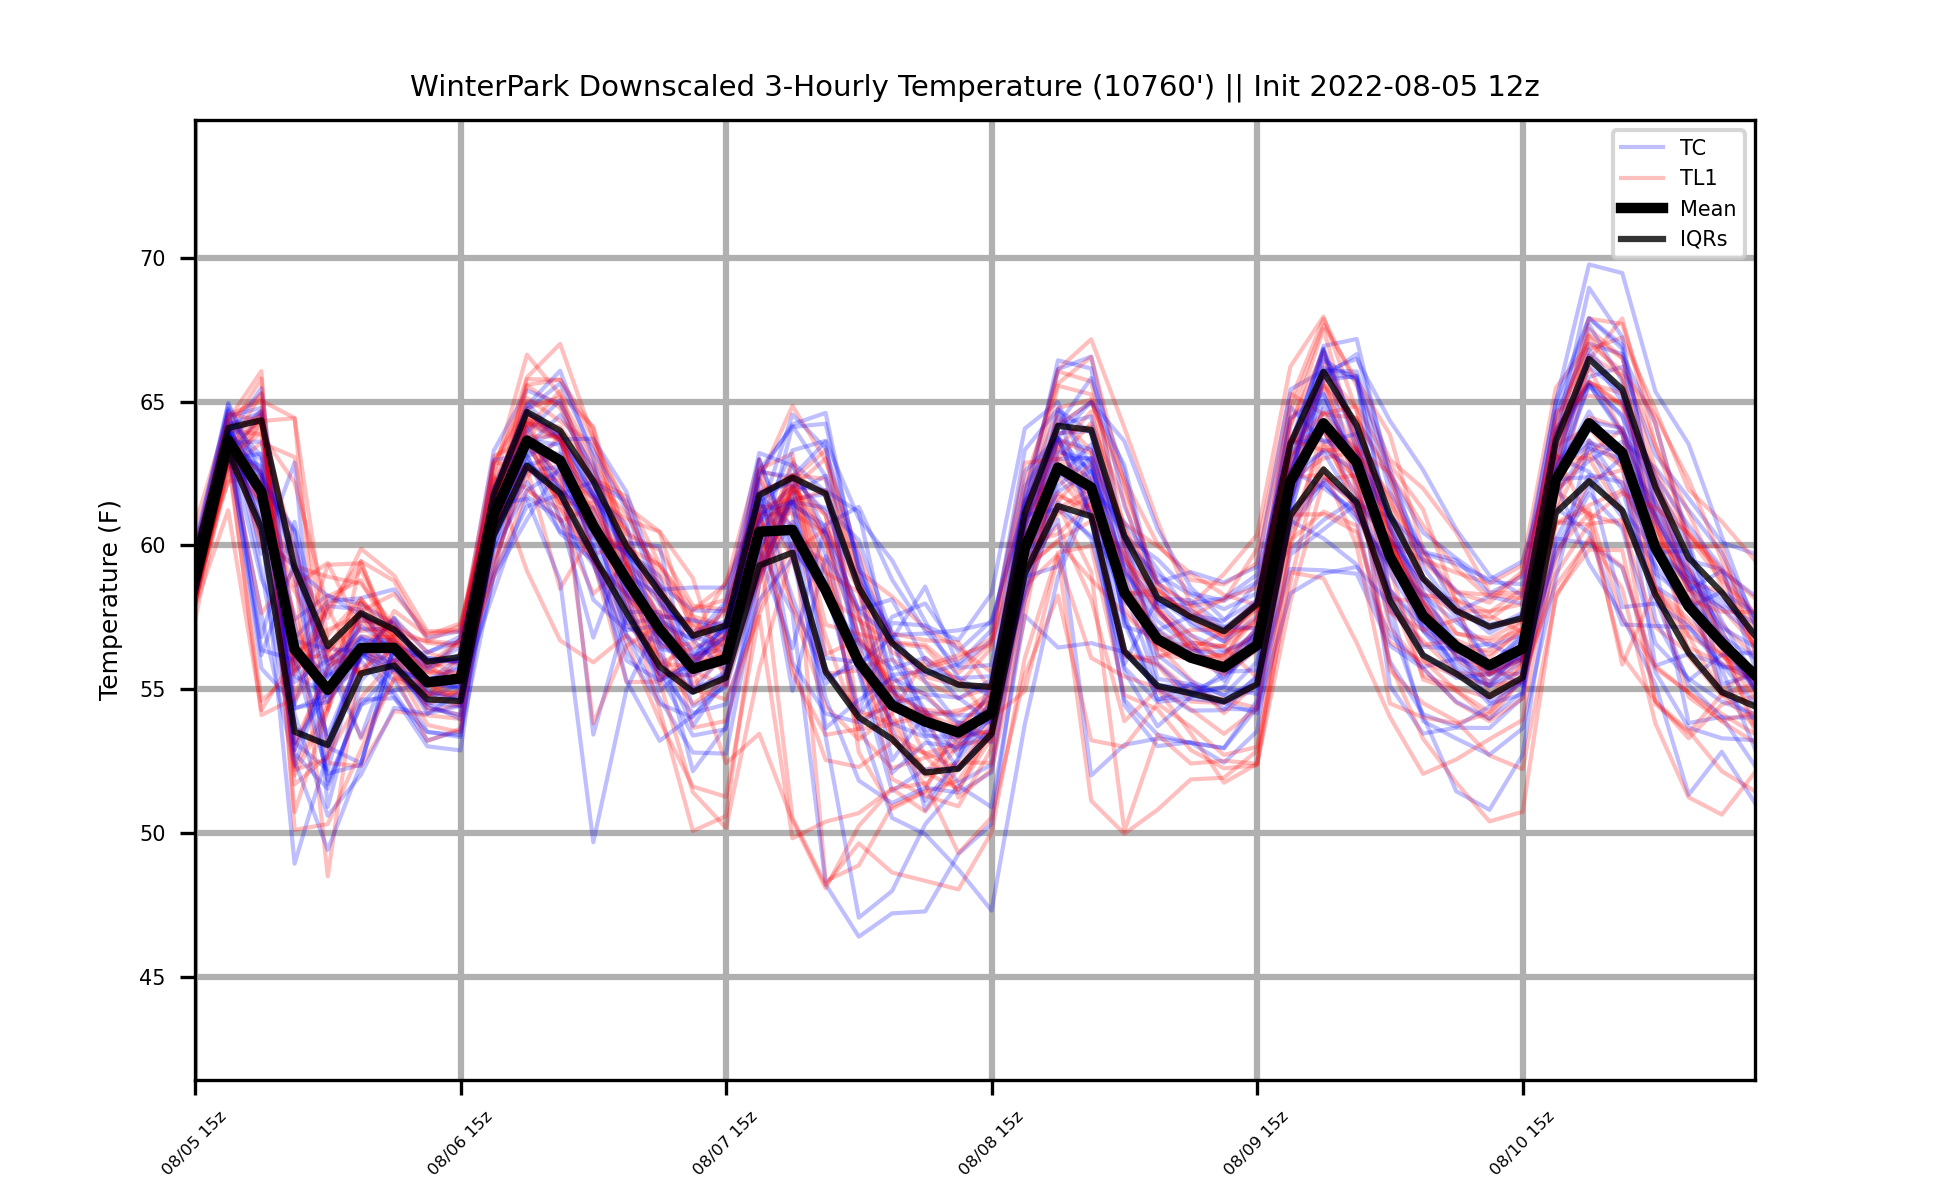 WinterPark Downscaled 3-Hourly Temperature (10760') || Init 2022-08-05 12z
TC
TL1
Mean
IQRs
Temperature (F)
70
65
60
55
50
45
08/05 15z
08/06 15z
08/07 15z
08/08 15z
08/09 15z
08/10 15z